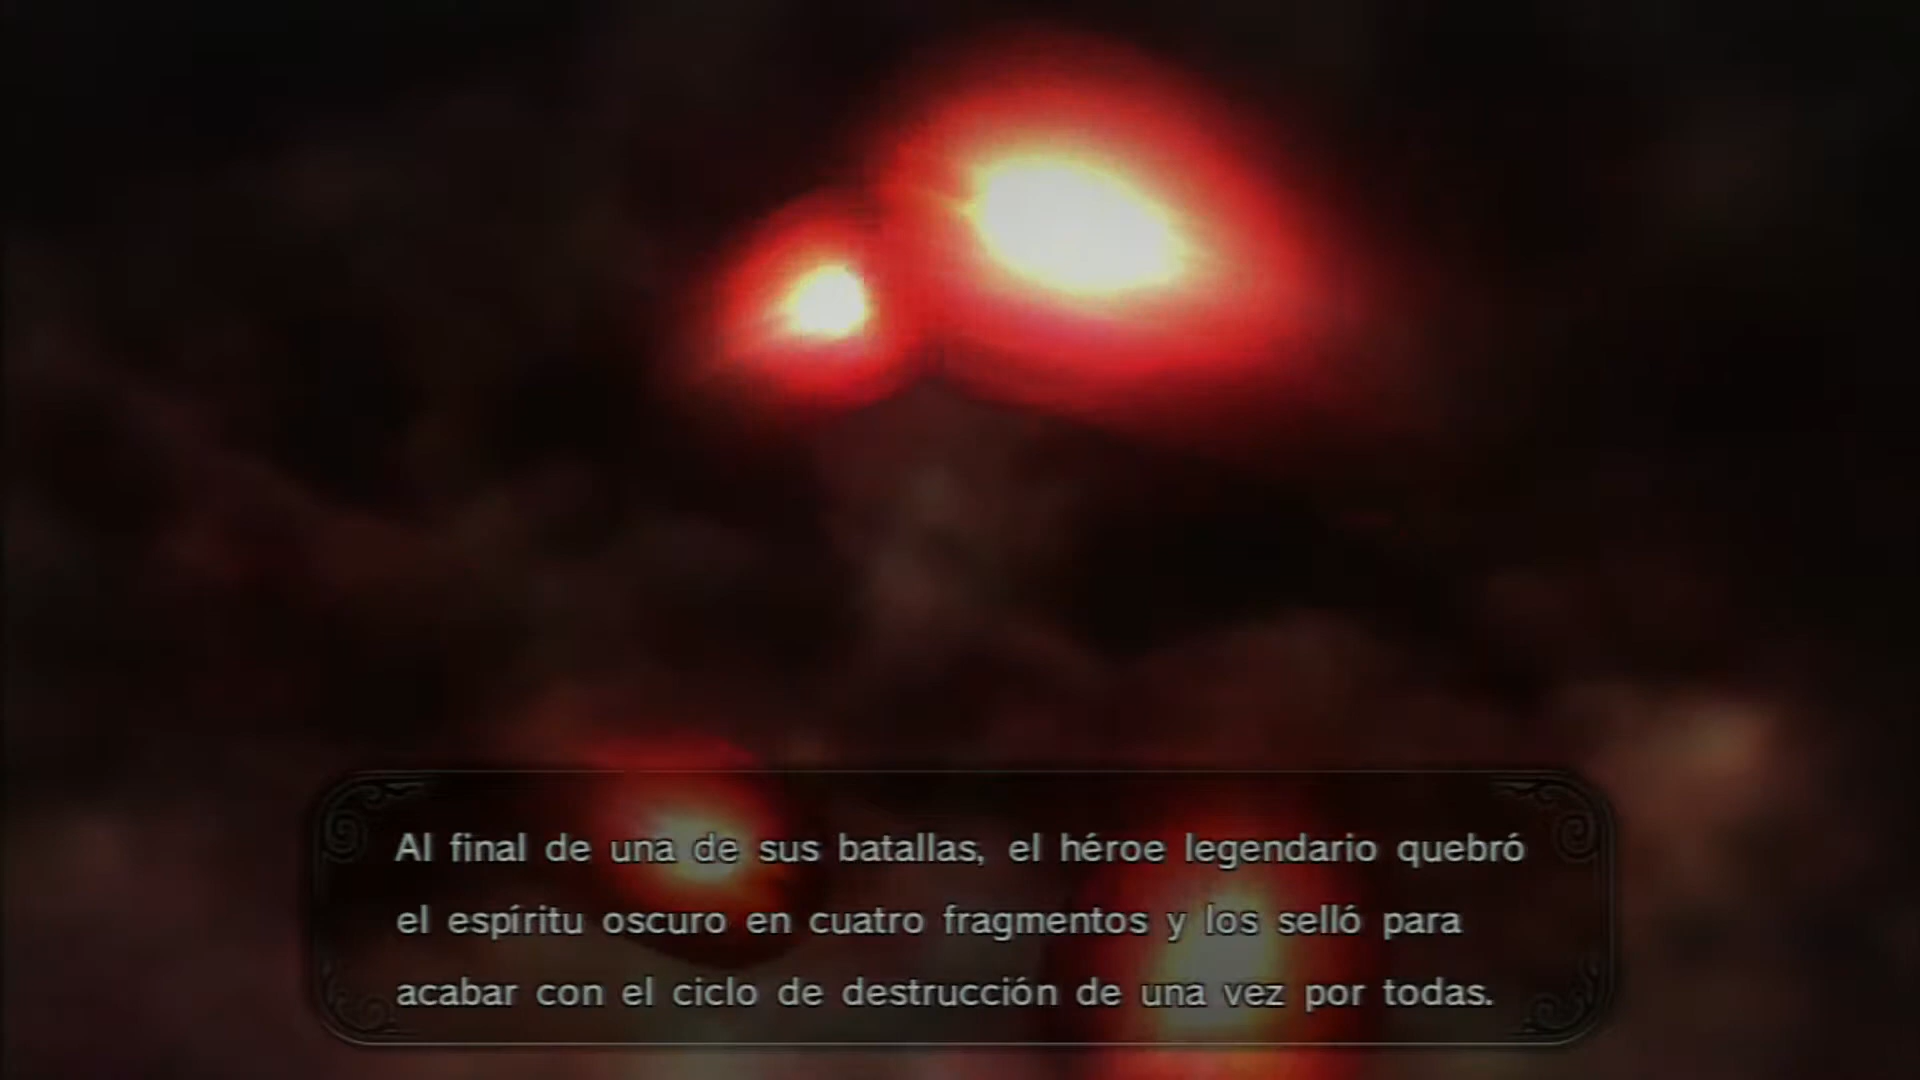 Al final de una de sus batallas, el héroe legendario quebró
el espíritu oscuro en cuatro fragmentos y los selló para
acabar con el ciclo de destrucción de una vez por todas.